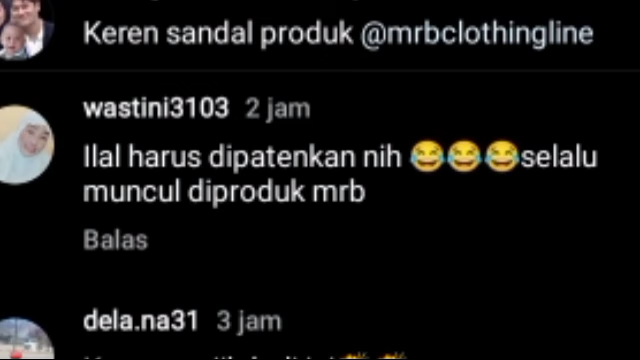 Keren sandal produk @mrbclothingline
wastini3103 2 jam
Ilal harus dipatenkan nih 😂😂😂selalu
muncul diproduk mrb
Balas
dela.na31 3 jam